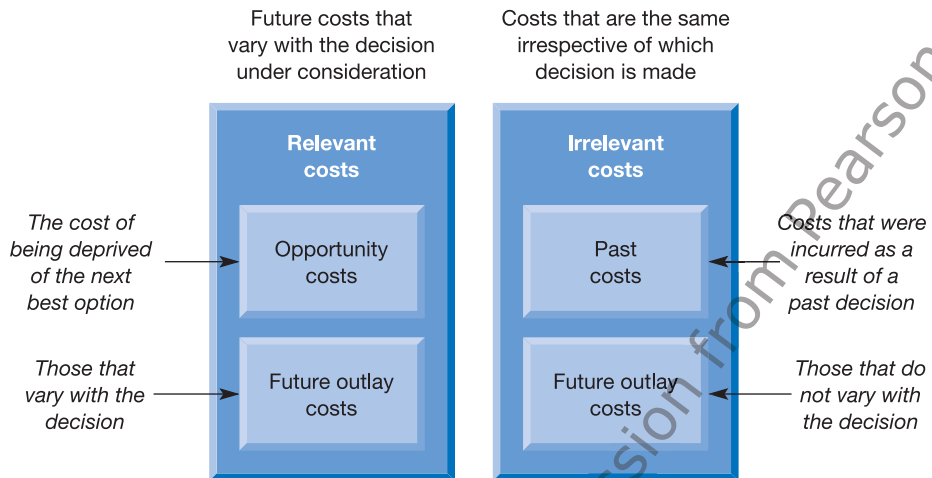 Future costs that
vary with the decision
under consideration
Costs that are the same
irrespective of which
decision is made
Relevant
costs
Irrelevant
costs
The cost of
being deprived
of the next
best option
Opportunity
costs
Past
costs
Costs that were
incurred as a
result of a
past decision
Those that
vary with the
decision
Future outlay
costs
Future outlay
costs
Those that do
not vary with
the decision
ssion from Pearson